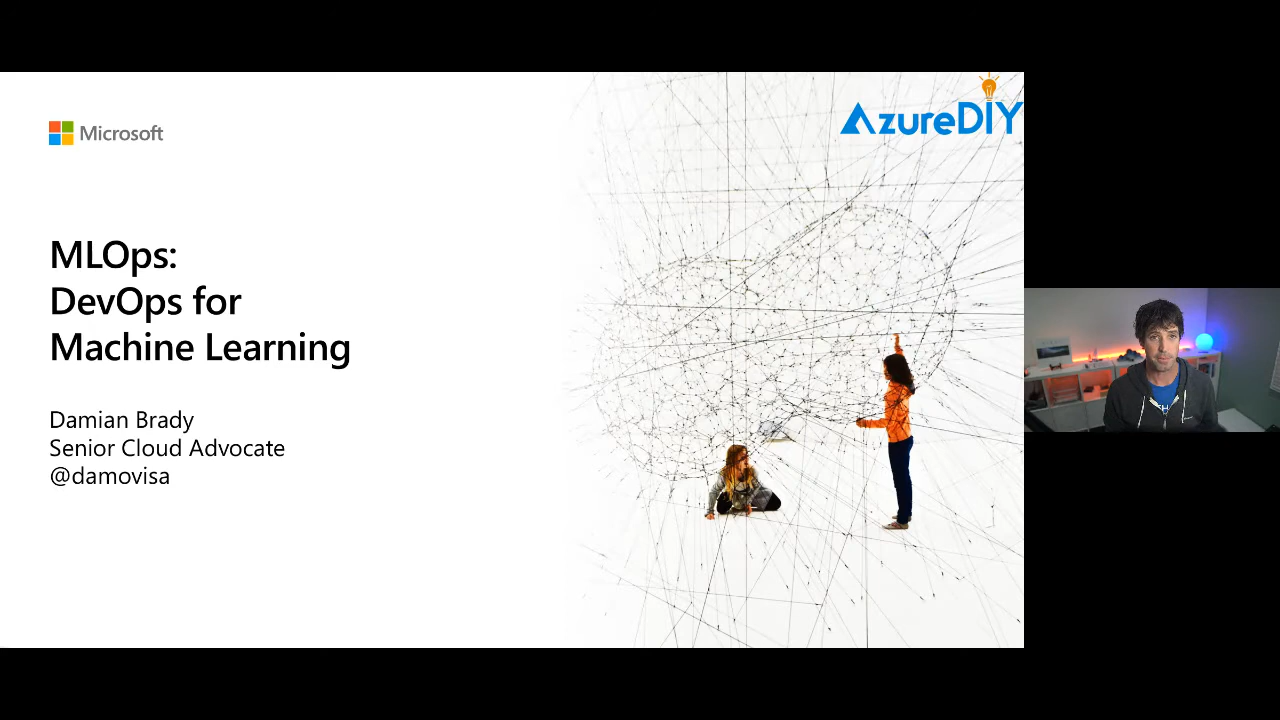 Microsoft
AzureDIY
MLOps:
DevOps for
Machine Learning
Damian Brady
Senior Cloud Advocate
@damovisa